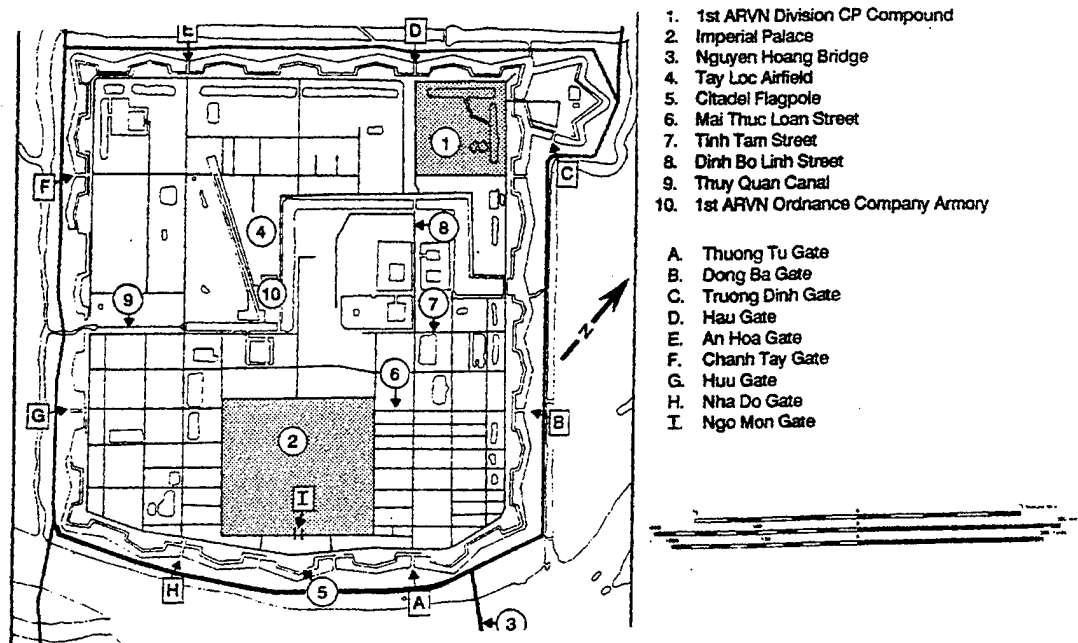 E
D
1
C
F
4
8
9
10
7
6
G
B
2
I
H
5
A
3
N
1. 1st ARVN Division CP Compound
2. Imperial Palace
3. Nguyen Hoang Bridge
4. Tay Loc Airfield
5. Citadel Flagpole
6. Mai Thuc Loan Street
7. Tinh Tam Street
8. Dinh Bo Linh Street
9. Thuy Quan Canal
10. 1st ARVN Ordnance Company Armory
A. Thuong Tu Gate
B. Dong Ba Gate
C. Truong Dinh Gate
D. Hau Gate
E. An Hoa Gate
F. Chanh Tay Gate
G. Huu Gate
H. Nha Do Gate
I. Ngo Mon Gate